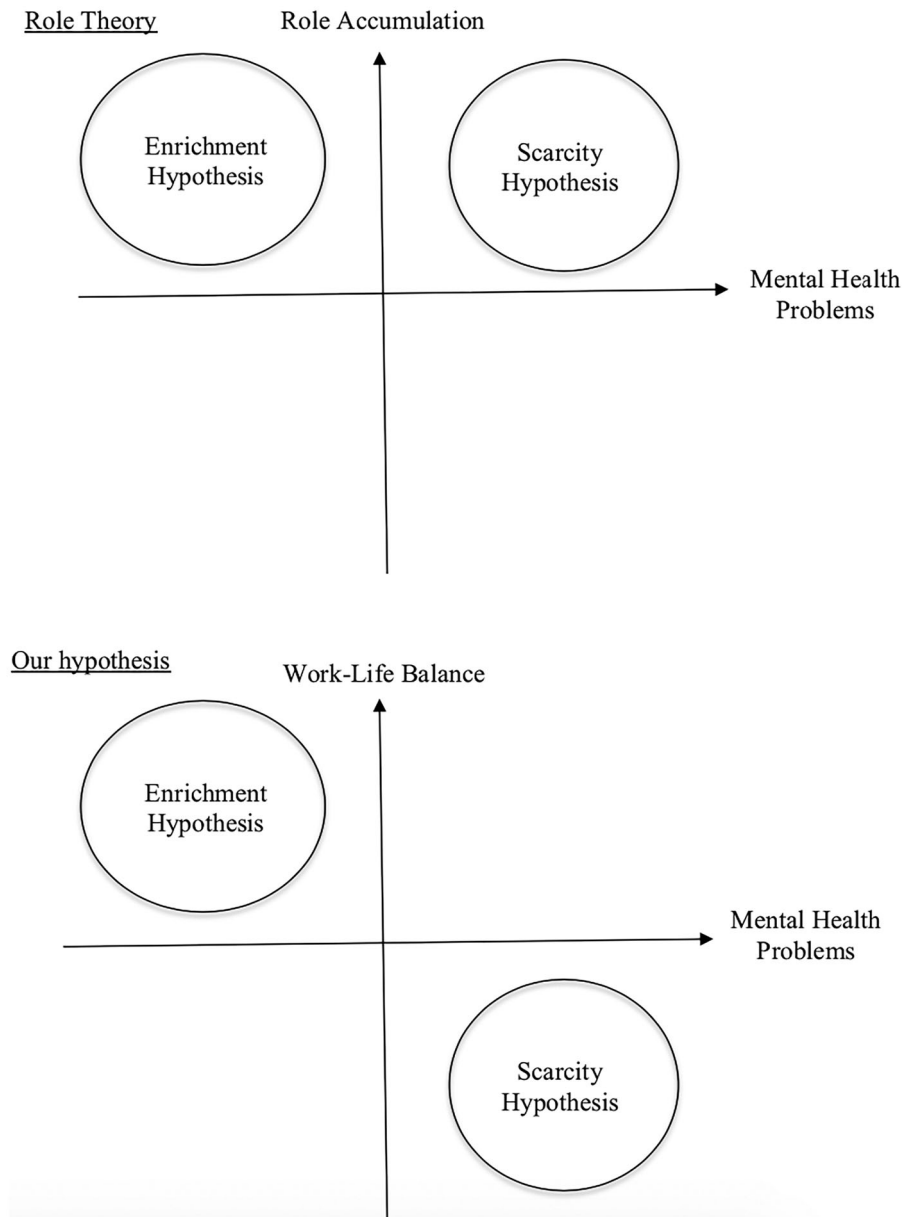 Role Theory
Role Accumulation
Enrichment
Hypothesis
Scarcity
Hypothesis
Mental Health
Problems
Our hypothesis
Work-Life Balance
Enrichment
Hypothesis
Mental Health
Problems
Scarcity
Hypothesis